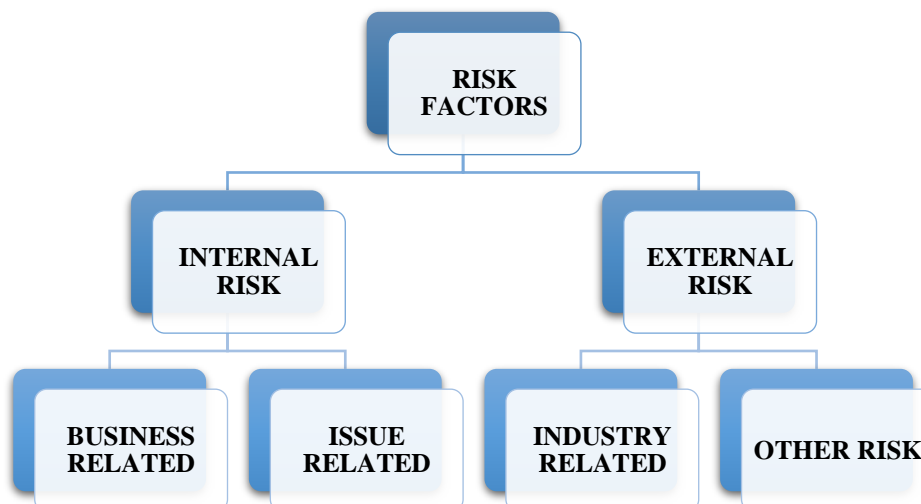 RISK
FACTORS
INTERNAL
RISK
EXTERNAL
RISK
BUSINESS
RELATED
ISSUE
RELATED
INDUSTRY
RELATED
OTHER RISK